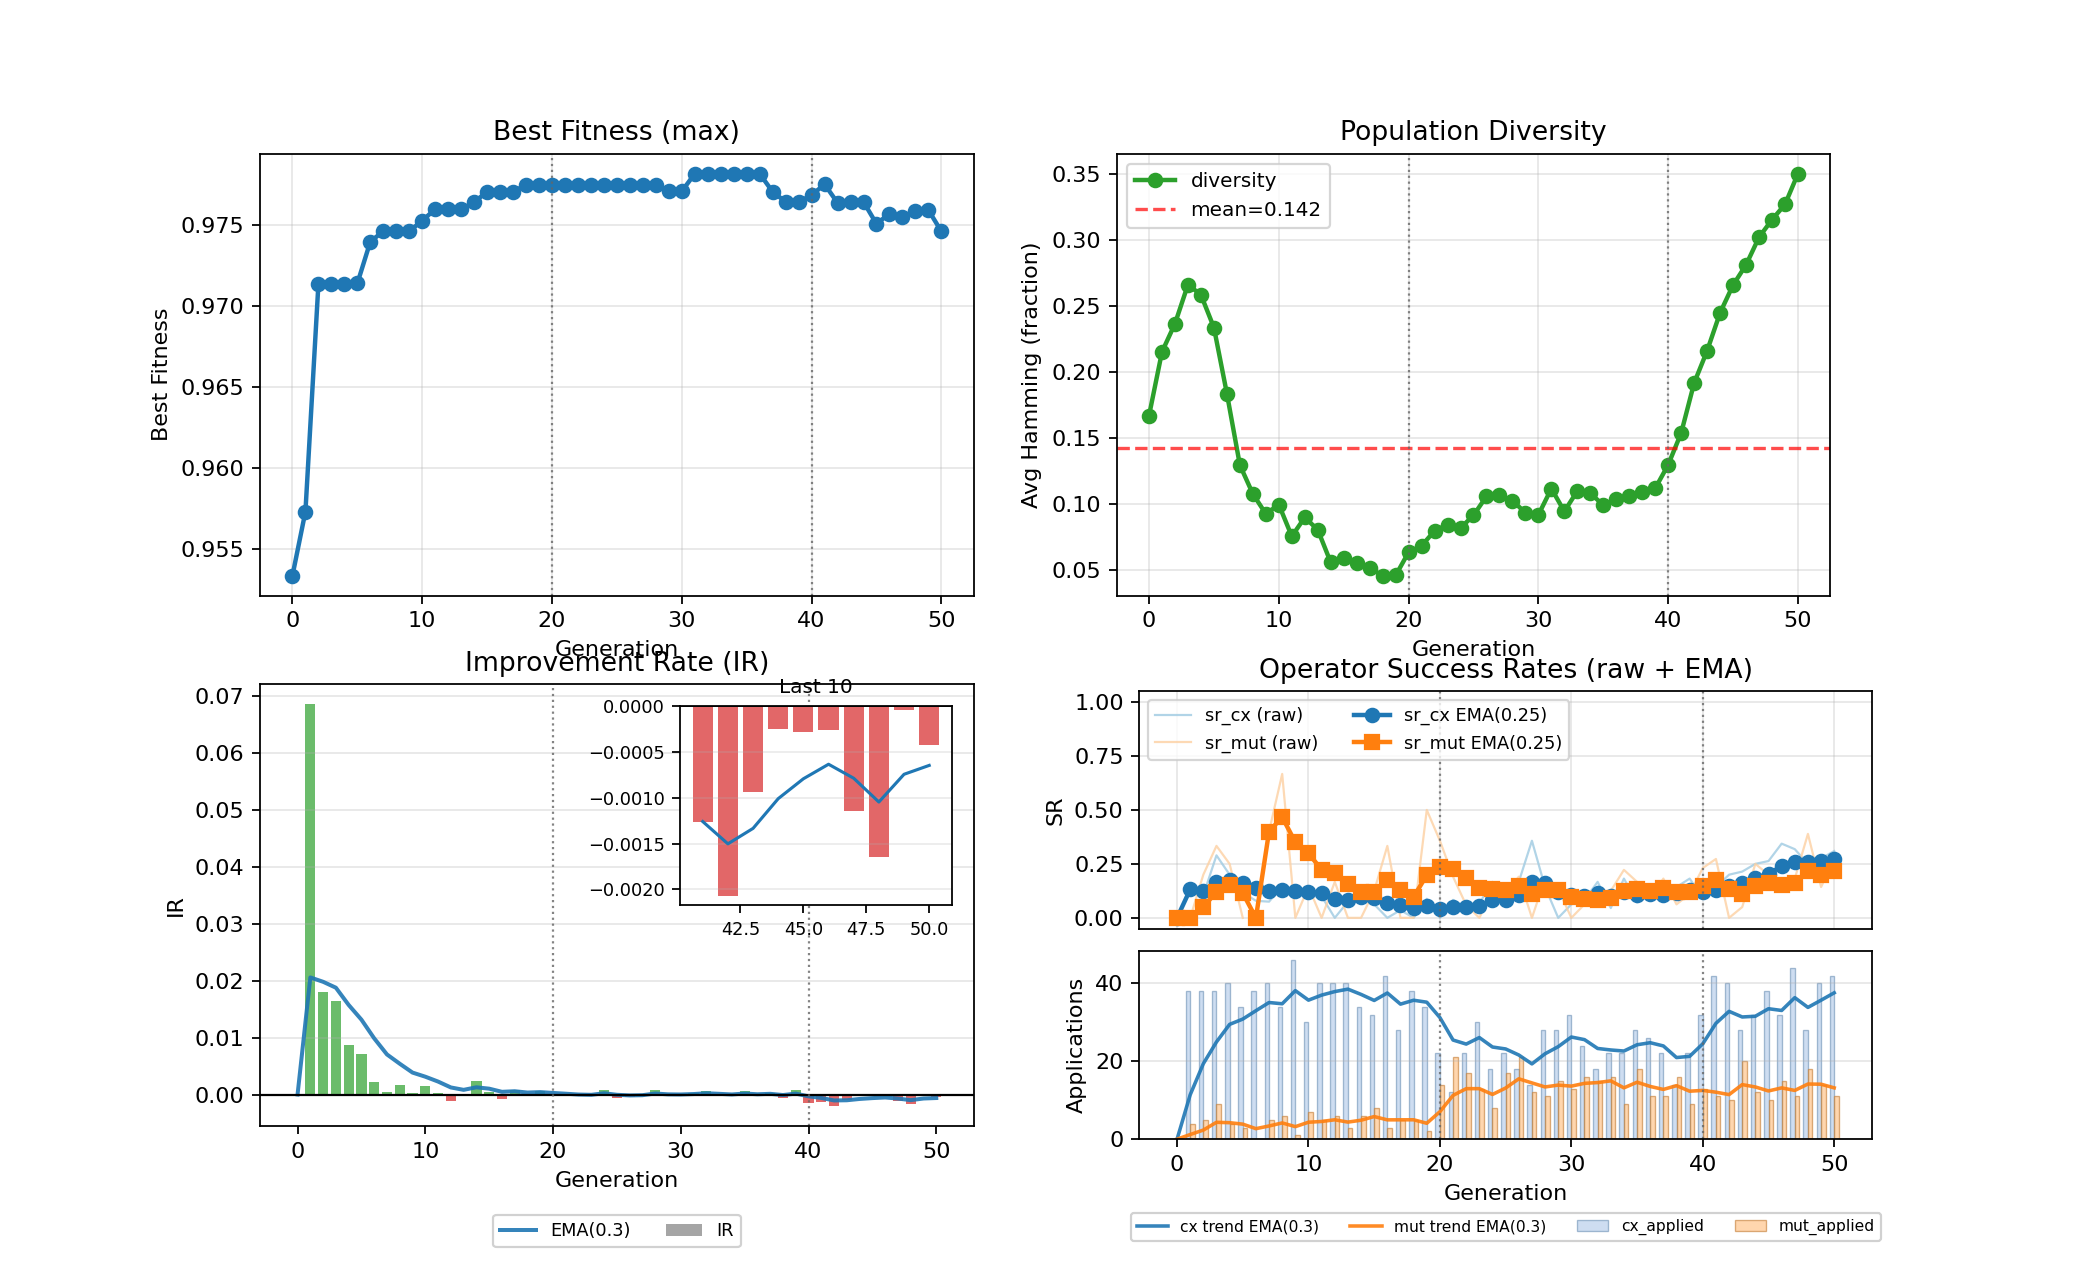 Best Fitness (max)
Best Fitness
0.975
0.970
0.965
0.960
0.955
0 10 20 30 40 50
Generation
Population Diversity
Avg Hamming (fraction)
diversity
mean=0.142
0.35
0.30
0.25
0.20
0.15
0.10
0.05
0 10 20 30 40 50
Generation
Improvement Rate (IR)
IR
0.07
0.06
0.05
0.04
0.03
0.02
0.01
0.00
Last 10
0.0000
−0.0005
−0.0010
−0.0015
−0.0020
42.5 45.0 47.5 50.0
0 10 20 30 40 50
Generation
EMA(0.3) IR
Operator Success Rates (raw + EMA)
SR
sr_cx (raw) sr_cx EMA(0.25)
sr_mut (raw) sr_mut EMA(0.25)
1.00
0.75
0.50
0.25
0.00
Applications
40
20
0
0 10 20 30 40 50
Generation
cx trend EMA(0.3) mut trend EMA(0.3) cx_applied mut_applied